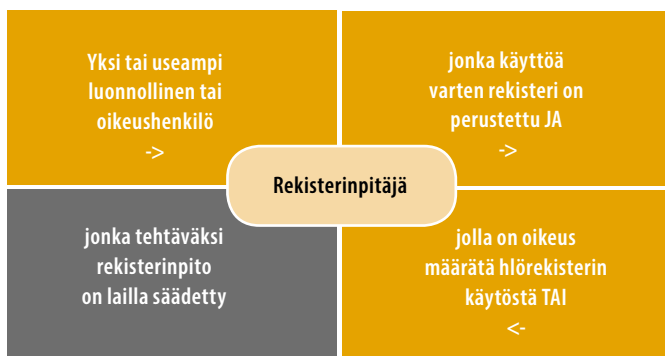 Yksi tai useampi
luonnollinen tai
oikeushenkilö
->
jonka käyttöä
varten rekisteri on
perustettu JA
->
Rekisterinpitäjä
jolla on oikeus
määrätä hlörekisterin
käytöstä TAI
<-
jonka tehtäväksi
rekisterinpito
on lailla säädetty